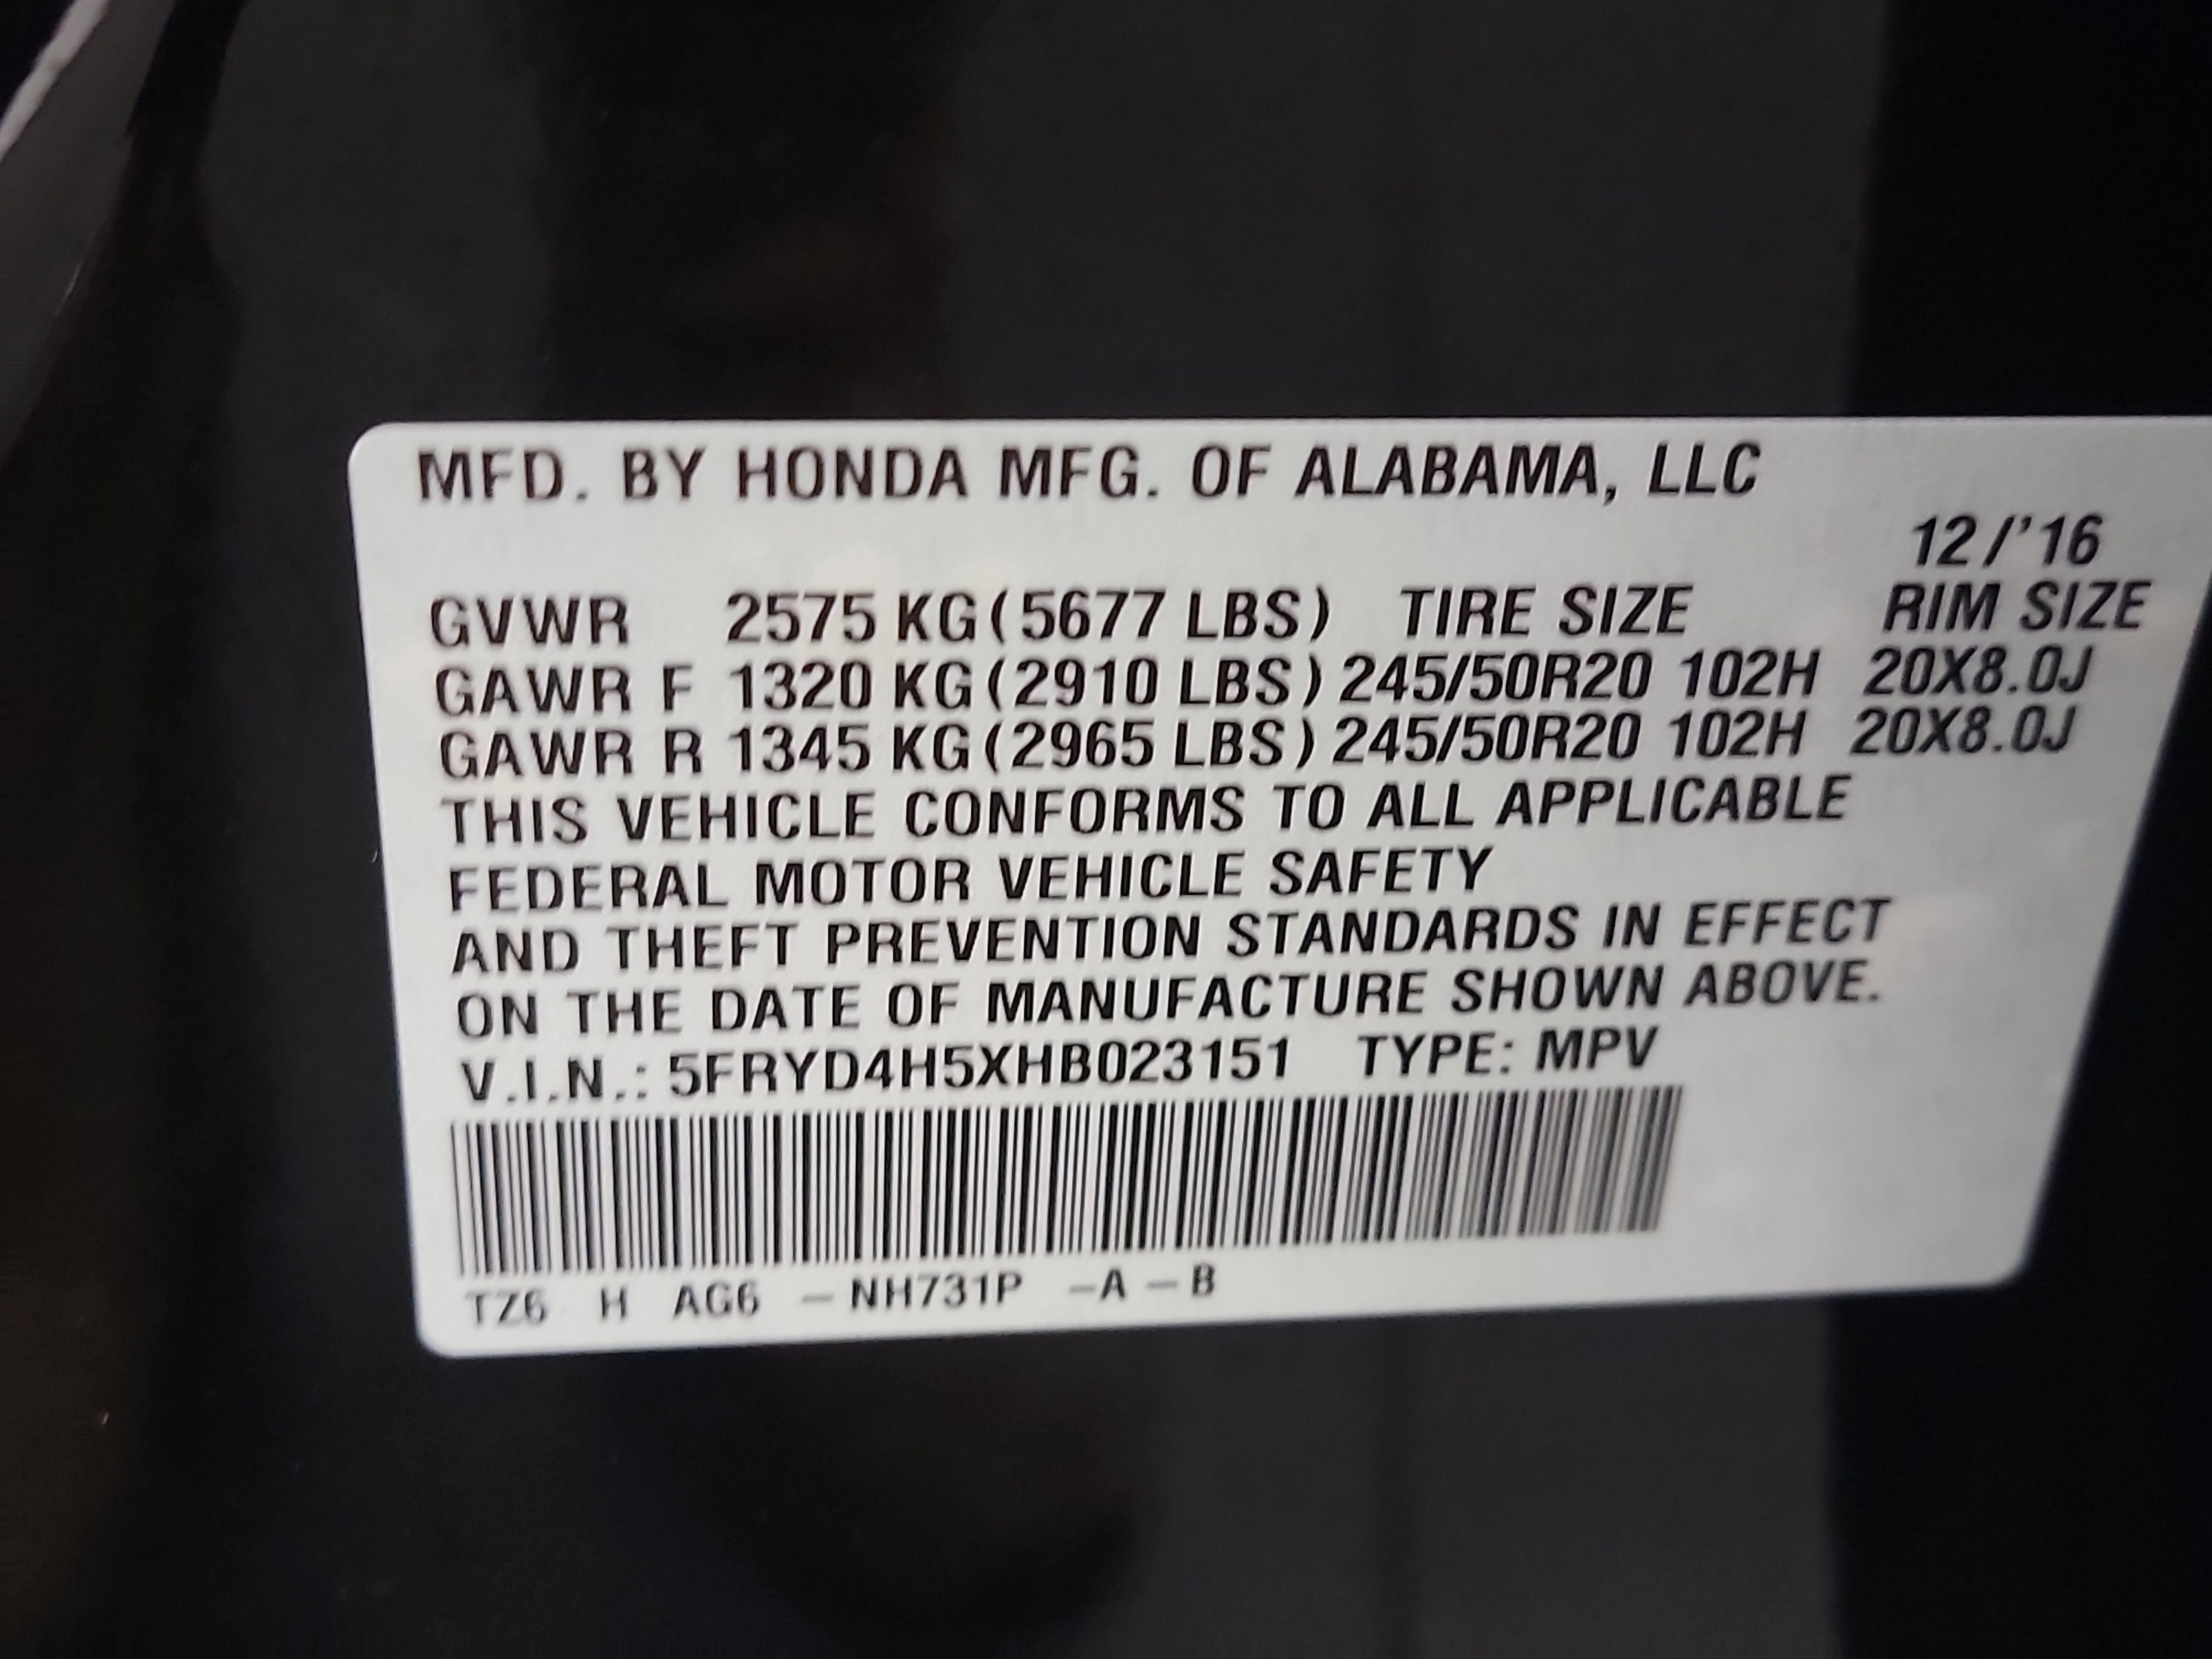 MFD. BY HONDA MFG. OF ALABAMA, LLC
12/'16
GVWR 2575 KG(5677 LBS) TIRE SIZE RIM SIZE
GAWR F 1320 KG(2910 LBS)245/50R20 102H 20X8.0J
GAWR R 1345 KG(2965 LBS)245/50R20 102H 20X8.0J
THIS VEHICLE CONFORMS TO ALL APPLICABLE
FEDERAL MOTOR VEHICLE SAFETY
AND THEFT PREVENTION STANDARDS IN EFFECT
ON THE DATE OF MANUFACTURE SHOWN ABOVE.
V.I.N.: 5FRYD4H5XHB023151 TYPE: MPV
TZ6 H AG6 – NH731P –A – B